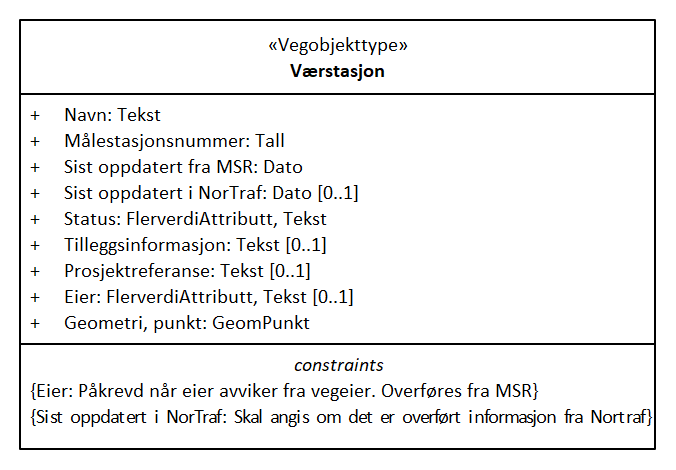 «Vegobjekttype»
Værstasjon
+ Navn: Tekst
+ Målestasjonsnummer: Tall
+ Sist oppdatert fra MSR: Dato
+ Sist oppdatert i NorTraf: Dato [0..1]
+ Status: FlerverdiAttributt, Tekst
+ Tilleggsinformasjon: Tekst [0..1]
+ Prosjektreferanse: Tekst [0..1]
+ Eier: FlerverdiAttributt, Tekst [0..1]
+ Geometri, punkt: GeomPunkt
constraints
{Eier: Påkrevd når eier avviker fra vegeier. Overføres fra MSR}
{Sist oppdatert i NorTraf: Skal angis om det er overført informasjon fra Nortraf}